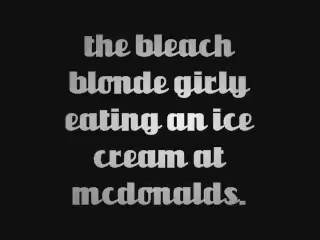 the bleach
blonde girly
eating an ice
cream at
mcdonalds.